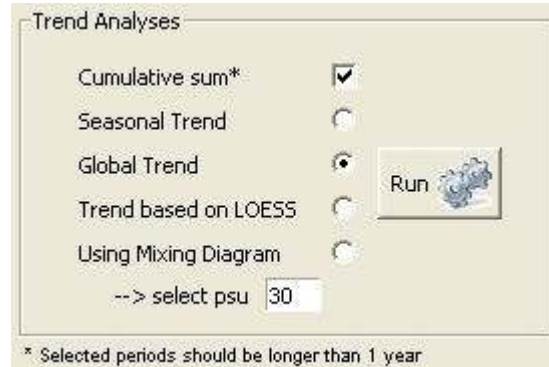 Trend Analyses
Cumulative sum*
Seasonal Trend
Global Trend
Run
Trend based on LOESS
Using Mixing Diagram
--> select psu 30
* Selected periods should be longer than 1 year